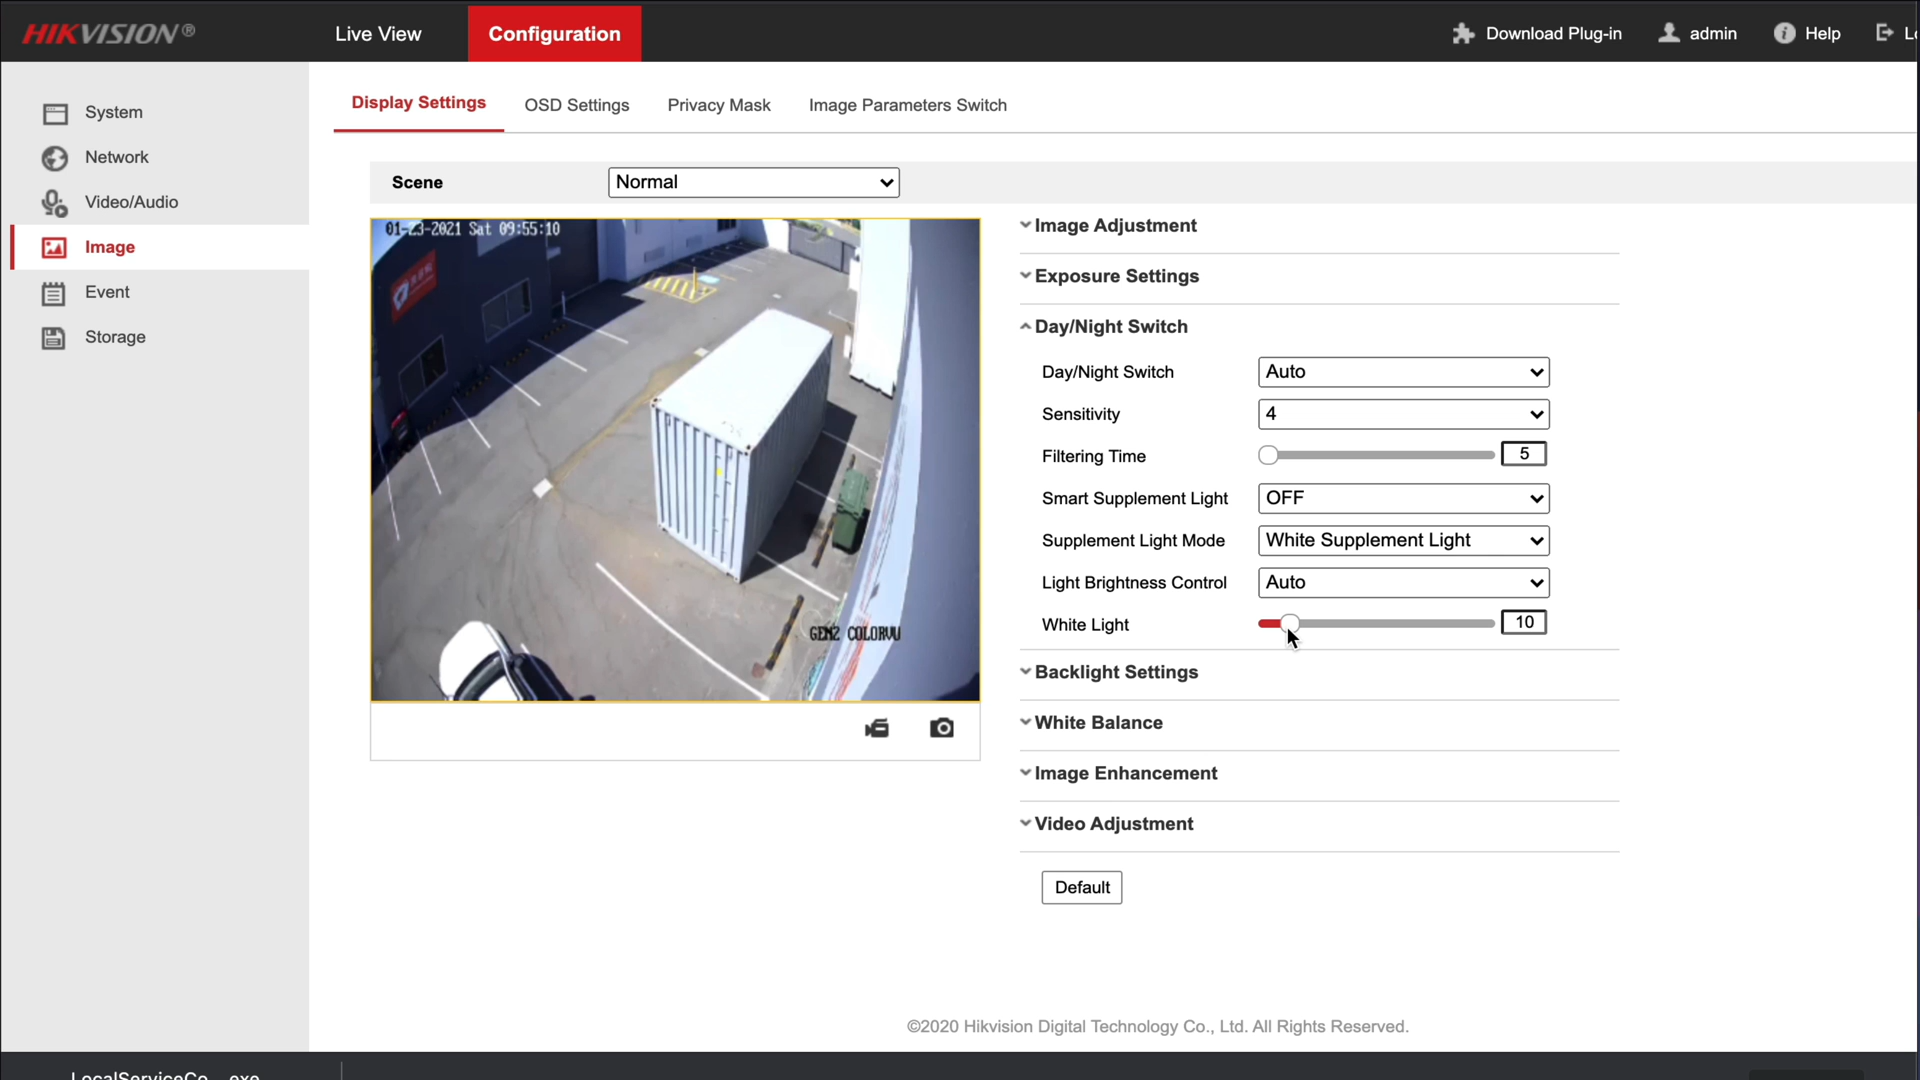 HIKVISION®
Live View
Configuration
Download Plug-in
admin
Help
System
Network
Video/Audio
Image
Event
Storage
Display Settings
OSD Settings
Privacy Mask
Image Parameters Switch
Scene
Normal
01-23-2021 Sat 09:55:10
GEN2 COLORVU
Image Adjustment
Exposure Settings
Day/Night Switch
Day/Night Switch Auto
Sensitivity 4
Filtering Time 5
Smart Supplement Light OFF
Supplement Light Mode White Supplement Light
Light Brightness Control Auto
White Light 10
Backlight Settings
White Balance
Image Enhancement
Video Adjustment
Default
©2020 Hikvision Digital Technology Co., Ltd. All Rights Reserved.
LocalServiceCo....exe